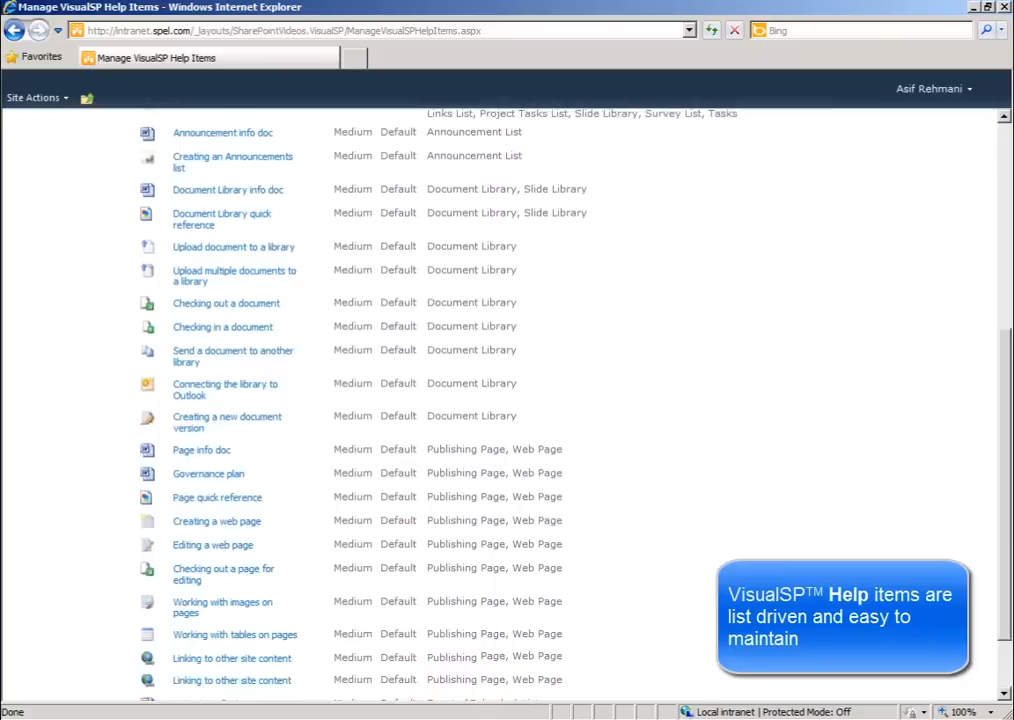 Manage VisualSP Help Items - Windows Internet Explorer
http://intranet.spel.com/_layouts/SharePointVideos.VisualSP/ManageVisualSPHelpItems.aspx
Bing
Favorites
Manage VisualSP Help Items
Site Actions
Asif Rehmani
Links List, Project Tasks List, Slide Library, Survey List, Tasks
Announcement info doc Medium Default Announcement List
Creating an Announcements Medium Default Announcement List
list
Document Library info doc Medium Default Document Library, Slide Library
Document Library quick Medium Default Document Library, Slide Library
reference
Upload document to a library Medium Default Document Library
Upload multiple documents to Medium Default Document Library
a library
Checking out a document Medium Default Document Library
Checking in a document Medium Default Document Library
Send a document to another Medium Default Document Library
library
Connecting the library to Medium Default Document Library
Outlook
Creating a new document Medium Default Document Library
version
Page info doc Medium Default Publishing Page, Web Page
Governance plan Medium Default Publishing Page, Web Page
Page quick reference Medium Default Publishing Page, Web Page
Creating a web page Medium Default Publishing Page, Web Page
Editing a web page Medium Default Publishing Page, Web Page
Checking out a page for Medium Default Publishing Page, Web Page
editing
Working with images on Medium Default Publishing Page, Web Page
pages
Working with tables on pages Medium Default Publishing Page, Web Page
Linking to other site content Medium Default Publishing Page, Web Page
Linking to other site content Medium Default Publishing Page, Web Page
VisualSP™ Help items are
list driven and easy to
maintain
Done
Local intranet | Protected Mode: Off
100%